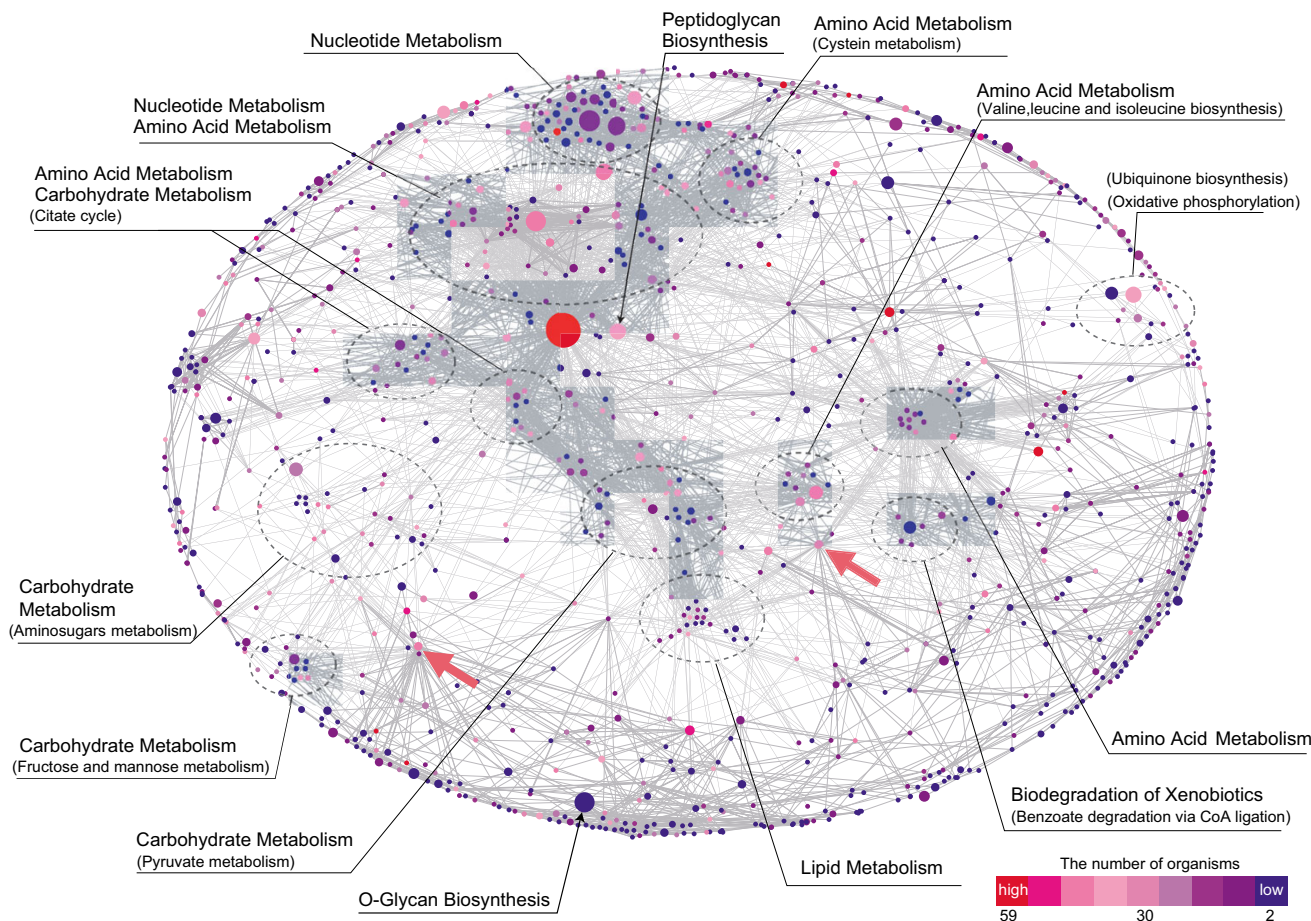 Nucleotide Metabolism
Peptidoglycan
Biosynthesis
Amino Acid Metabolism
(Cystein metabolism)
Nucleotide Metabolism
Amino Acid Metabolism
Amino Acid Metabolism
(Valine,leucine and isoleucine biosynthesis)
Amino Acid Metabolism
Carbohydrate Metabolism
(Citate cycle)
(Ubiquinone biosynthesis)
(Oxidative phosphorylation)
Carbohydrate
Metabolism
(Aminosugars metabolism)
Carbohydrate Metabolism
(Fructose and mannose metabolism)
Amino Acid Metabolism
Biodegradation of Xenobiotics
(Benzoate degradation via CoA ligation)
Carbohydrate Metabolism
(Pyruvate metabolism)
Lipid Metabolism
O-Glycan Biosynthesis
The number of organisms
high low
59 30 2